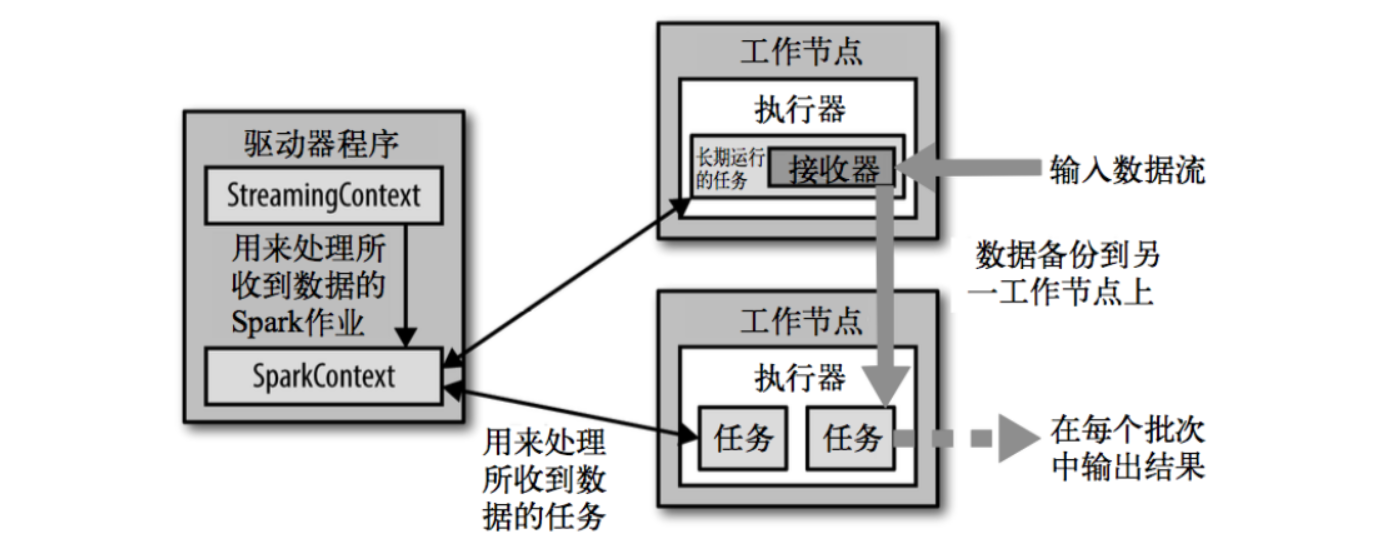 驱动器程序
StreamingContext
用来处理所
收到数据的
Spark作业
SparkContext
用来处理
所收到数
据的任务
工作节点
执行器
长期运行
的任务
接收器
输入数据流
数据备份到另
一工作节点上
工作节点
执行器
任务
任务
在每个批次
中输出结果